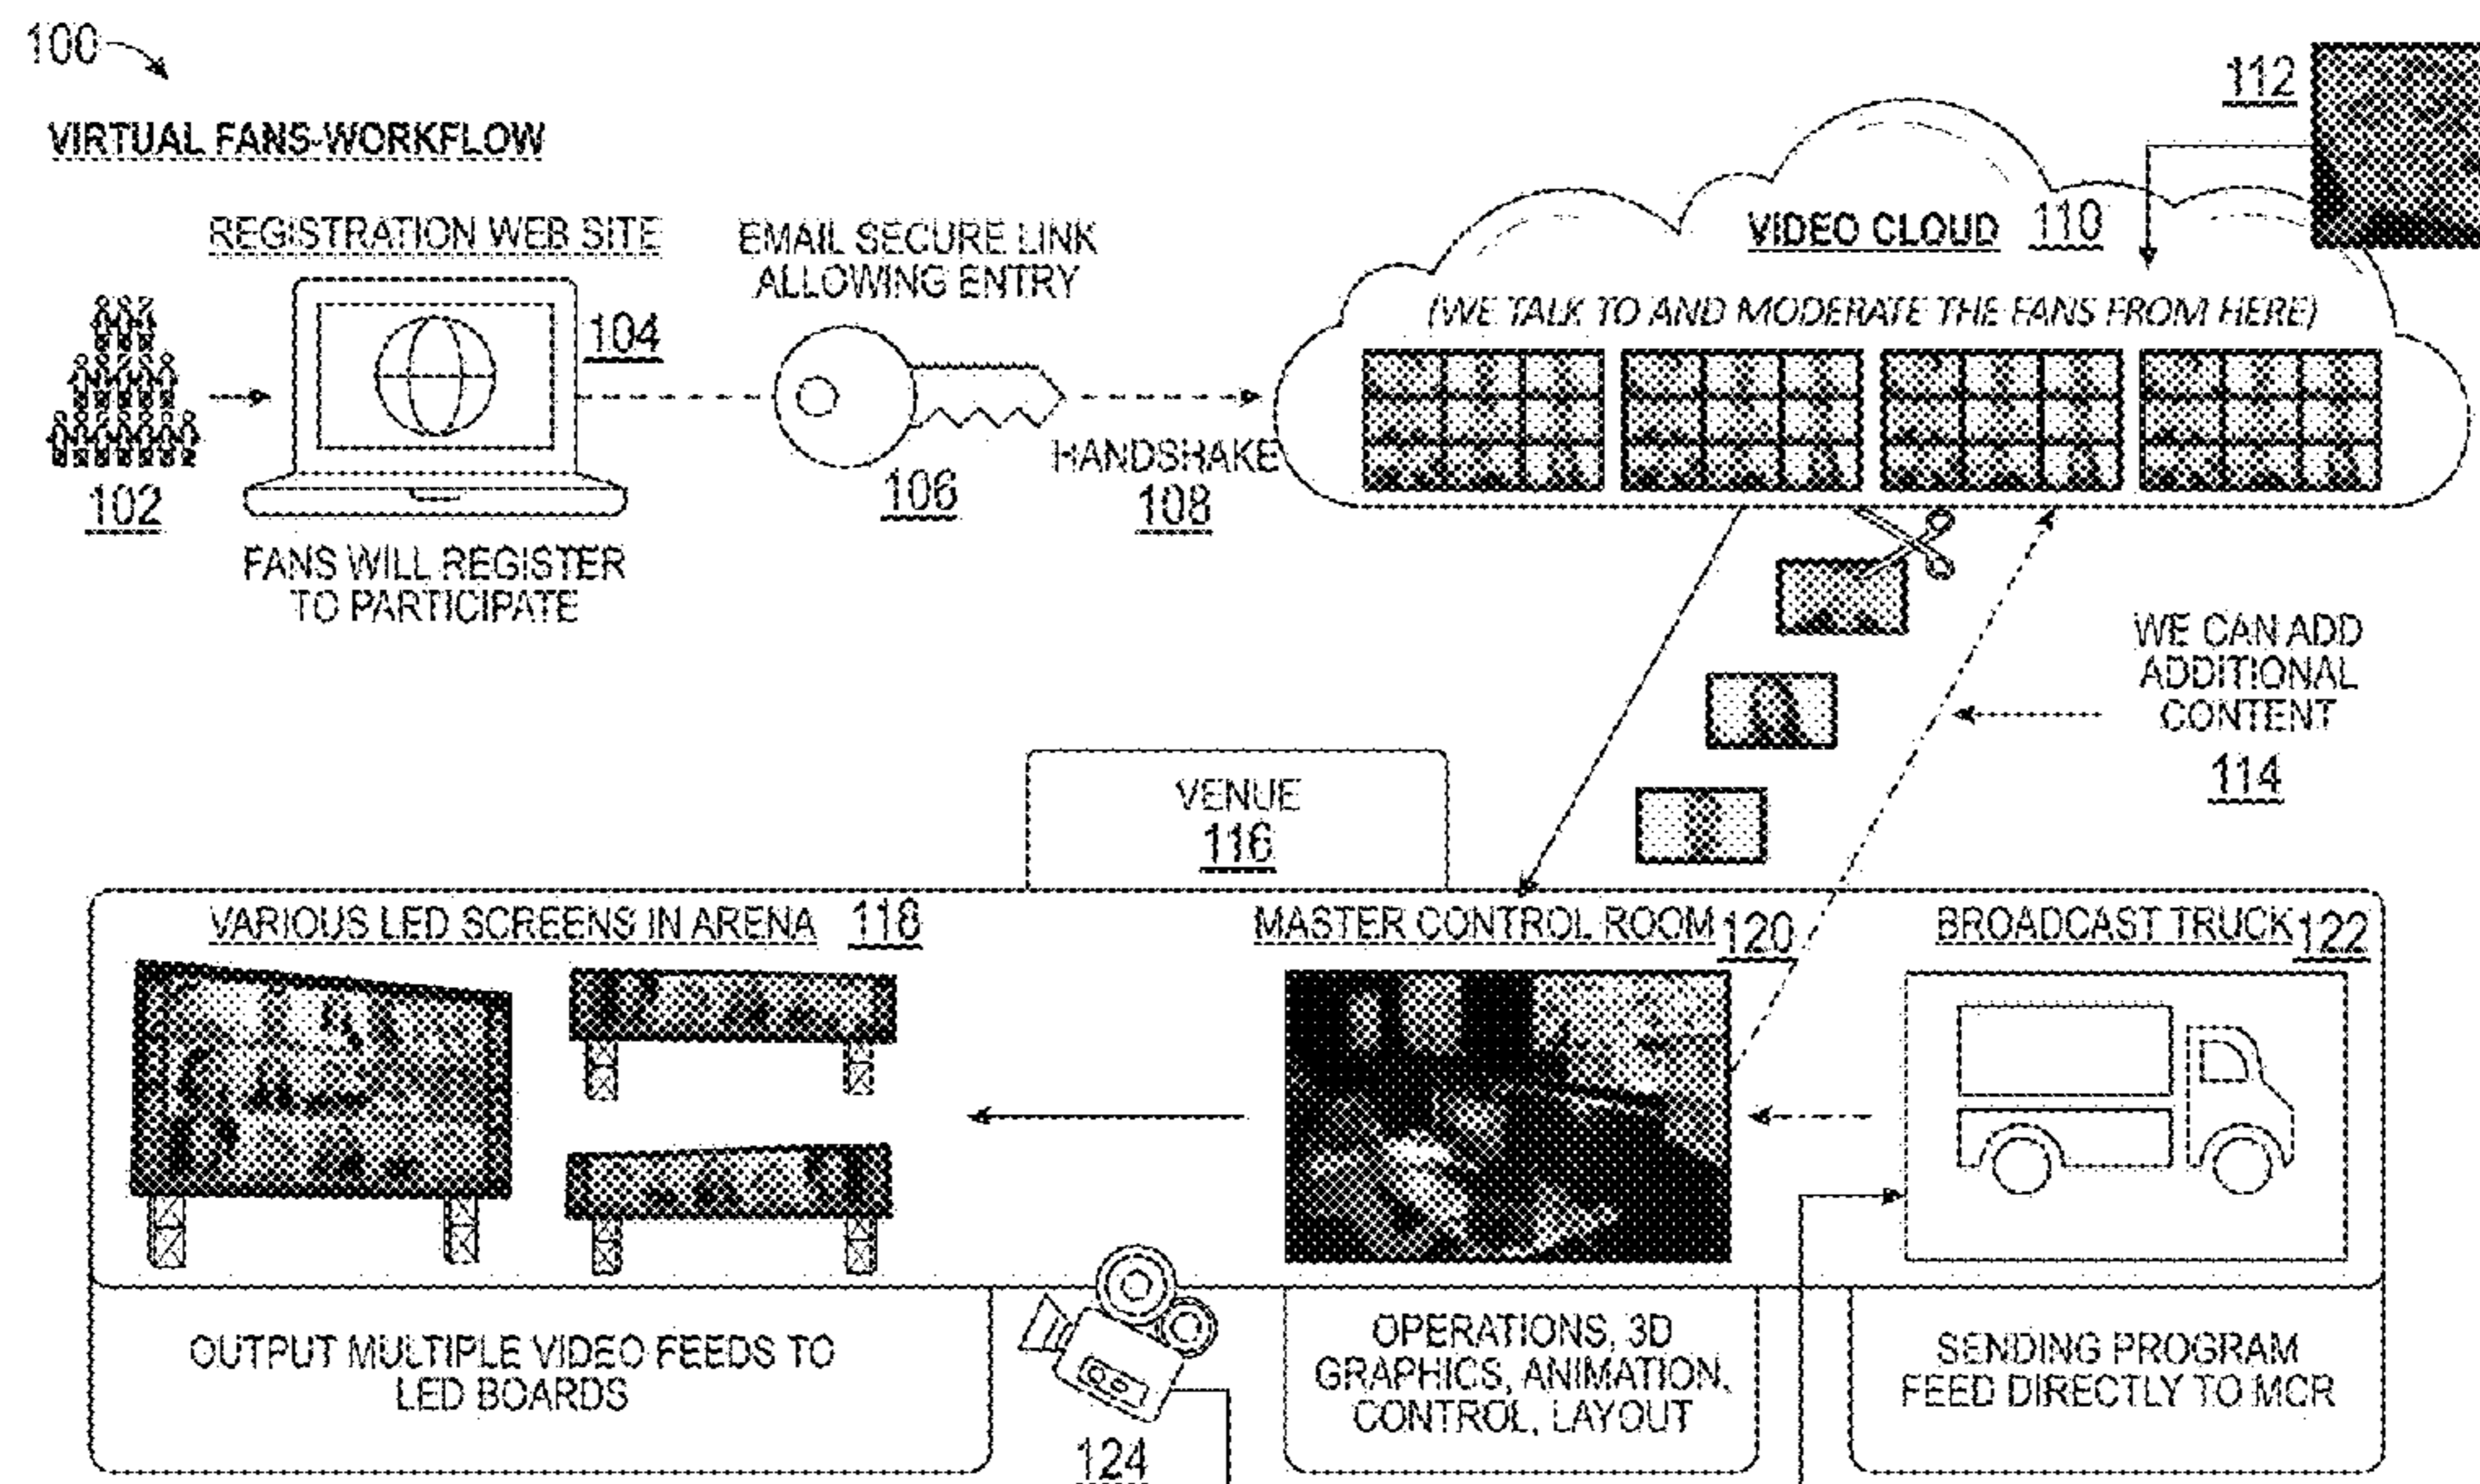 100
VIRTUAL FANS-WORKFLOW
112
REGISTRATION WEB SITE
104
102
FANS WILL REGISTER
TO PARTICIPATE
EMAIL SECURE LINK
ALLOWING ENTRY
106
HANDSHAKE
108
VIDEO CLOUD 110
(WE TALK TO AND MODERATE THE FANS FROM HERE)
WE CAN ADD
ADDITIONAL
CONTENT
114
VENUE
116
VARIOUS LED SCREENS IN ARENA 118
MASTER CONTROL ROOM 120
BROADCAST TRUCK 122
OUTPUT MULTIPLE VIDEO FEEDS TO
LED BOARDS
124
OPERATIONS, 3D
GRAPHICS, ANIMATION,
CONTROL, LAYOUT
SENDING PROGRAM
FEED DIRECTLY TO MCR